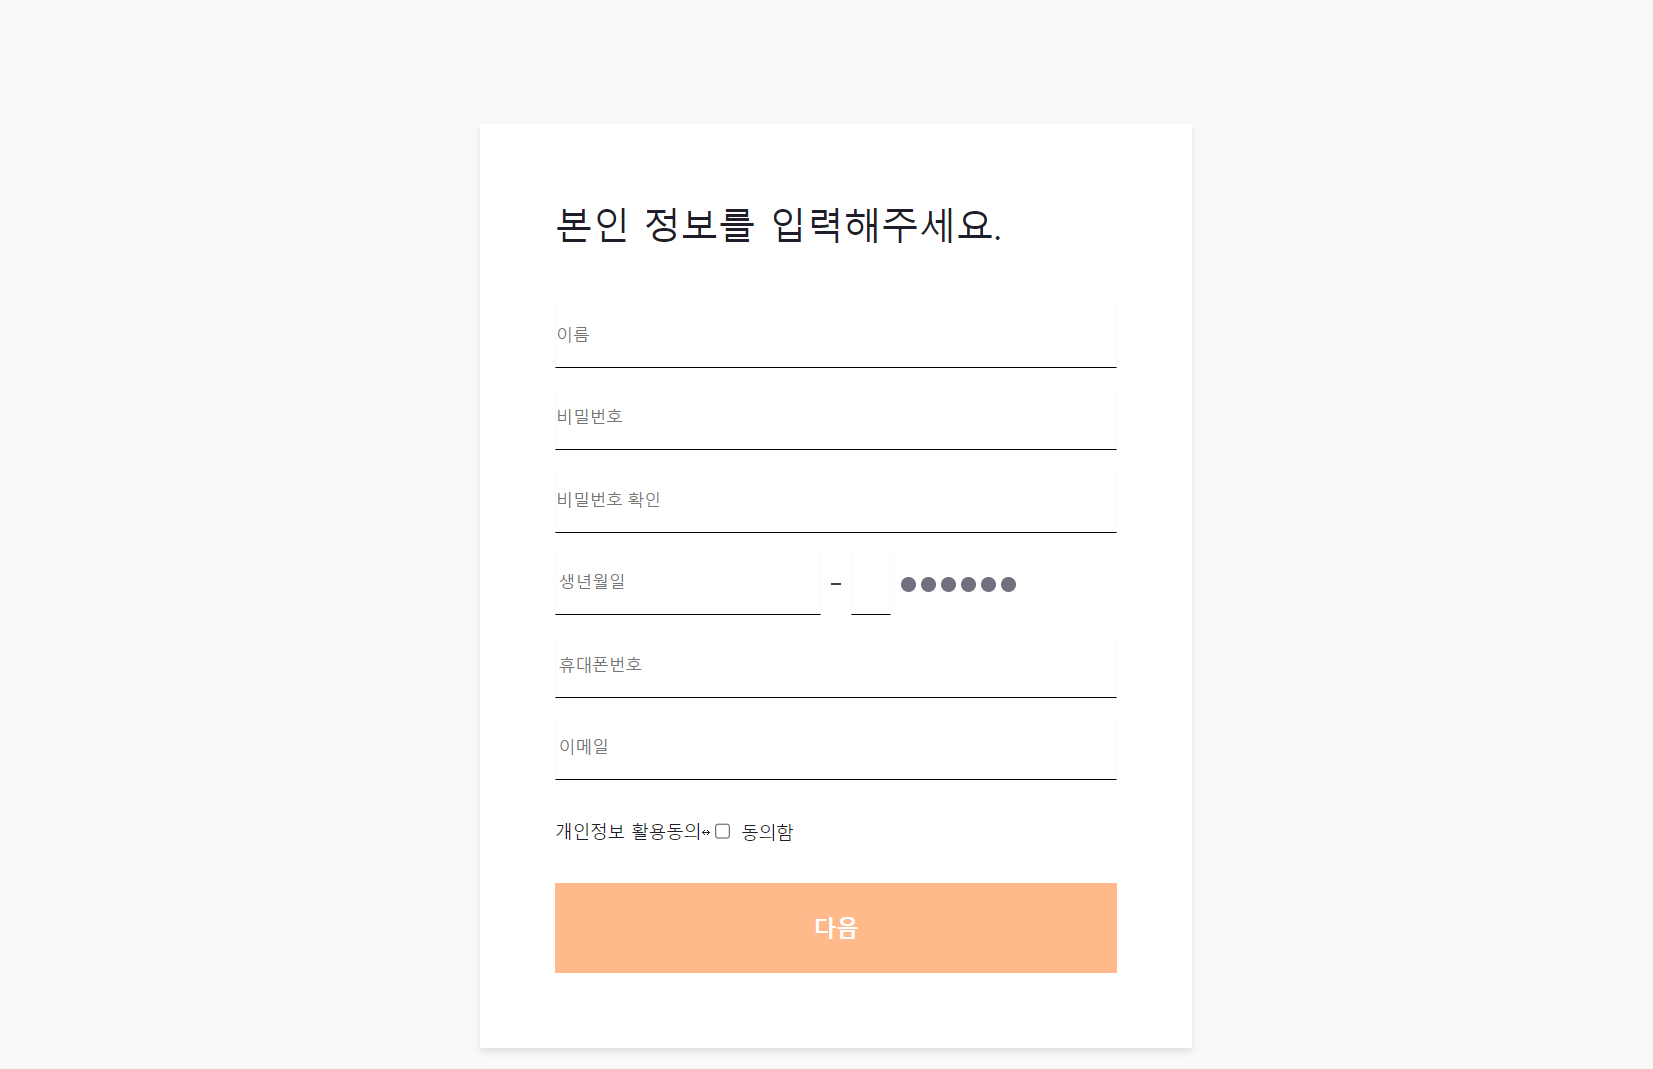 본인 정보를 입력해주세요.
이름
비밀번호
비밀번호 확인
생년월일 - ●●●●●●
휴대폰번호
이메일
개인정보 활용동의↔ 동의함
다음